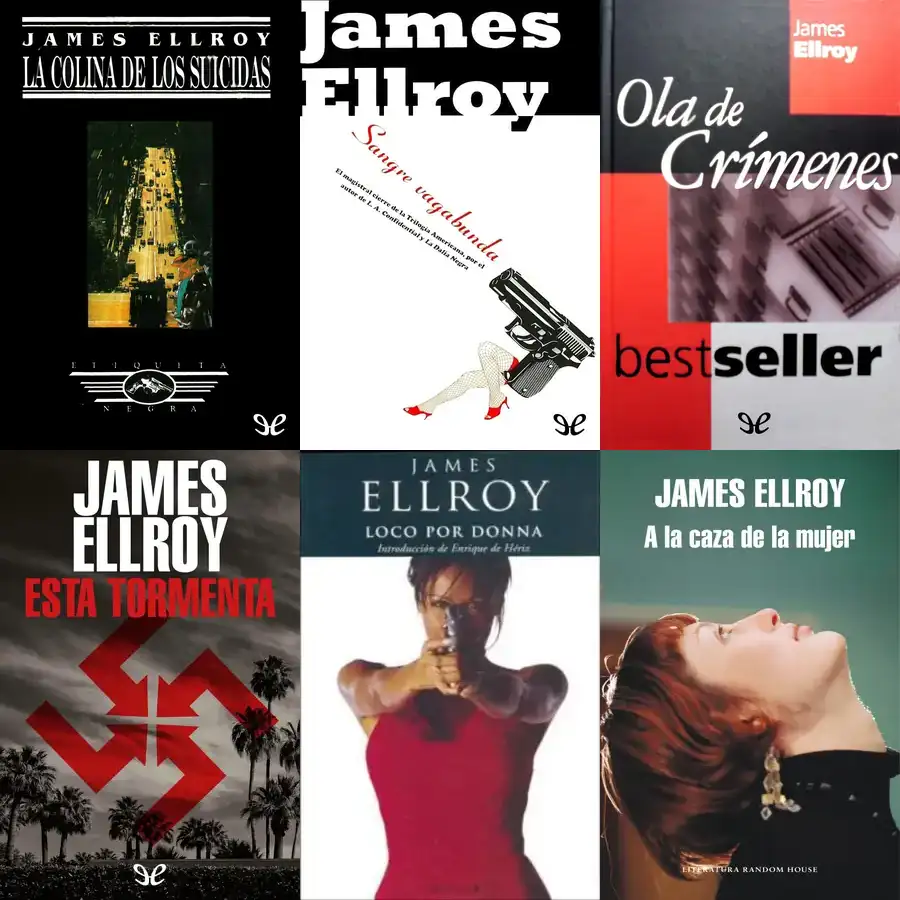 JAMES ELLROY
LA COLINA DE LOS SUICIDAS
ETIQUETA
NEGRA
James
Ellroy
Sangre vagabunda
El magistral cierre de la Trilogía Americana, por el
autor de L. A. Confidential y La Dalia Negra
James
Ellroy
Ola de
Crímenes
bestseller
JAMES
ELLROY
ESTA TORMENTA
JAMES
ELLROY
LOCO POR DONNA
Introducción de Enrique de Hériz
JAMES ELLROY
A la caza de la mujer
LITERATURA RANDOM HOUSE